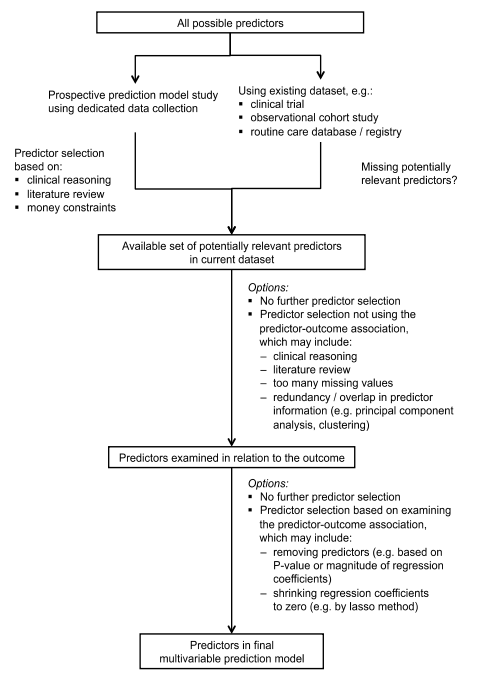 All possible predictors
Prospective prediction model study
using dedicated data collection
Using existing dataset, e.g.:
▪ clinical trial
▪ observational cohort study
▪ routine care database / registry
Predictor selection
based on:
▪ clinical reasoning
▪ literature review
▪ money constraints
Missing potentially
relevant predictors?
Available set of potentially relevant predictors
in current dataset
Options:
▪ No further predictor selection
▪ Predictor selection not using the
predictor-outcome association,
which may include:
– clinical reasoning
– literature review
– too many missing values
– redundancy / overlap in predictor
information (e.g. principal component
analysis, clustering)
Predictors examined in relation to the outcome
Options:
▪ No further predictor selection
▪ Predictor selection based on examining
the predictor-outcome association,
which may include:
– removing predictors (e.g. based on
P-value or magnitude of regression
coefficients)
– shrinking regression coefficients
to zero (e.g. by lasso method)
Predictors in final
multivariable prediction model